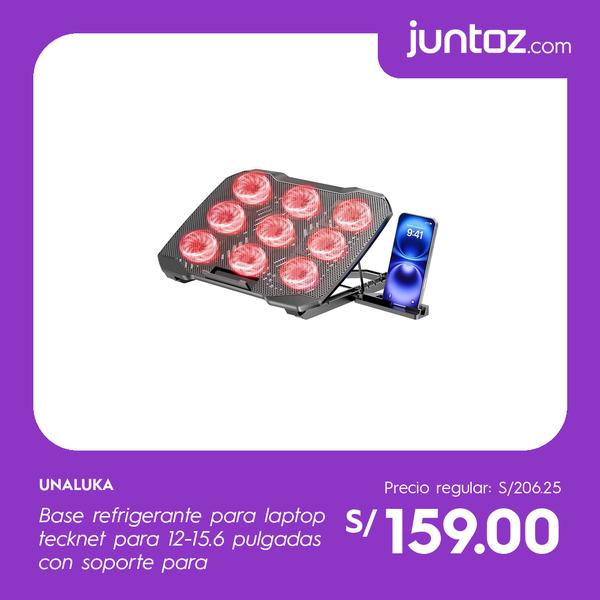 juntoz.com
9:41
UNALUKA
Base refrigerante para laptop
tecknet para 12-15.6 pulgadas
con soporte para
Precio regular: S/206.25
S/159.00